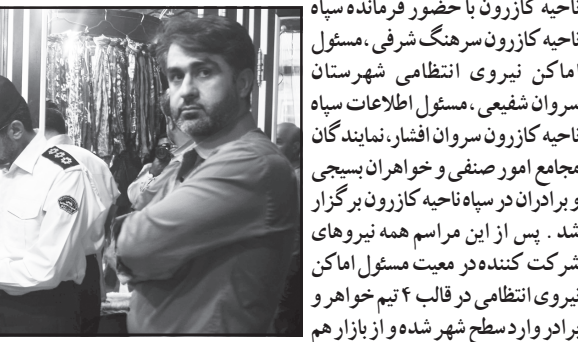 ناحیه کازرون با حضور فرمانده سپاه
ناحیه کازرون سرهنگ شرفی ،مسئول
اماکن نیروی انتظامی شهرستان
سروان شفیعی ،مسئول اطلاعات سپاه
ناحیه کازرون سروان افشار،نمایندگان
مجامع امور صنفی و خواهران بسیجی
و برادران در سپاه ناحیه کازرون برگزار
شد . پس از این مراسم همه نیروهای
شرکت کننده در معیت مسئول اماکن
نیروی انتظامی در قالب ۴ تیم خواهر و
برادر وارد سطح شهر شده و از بازار هم